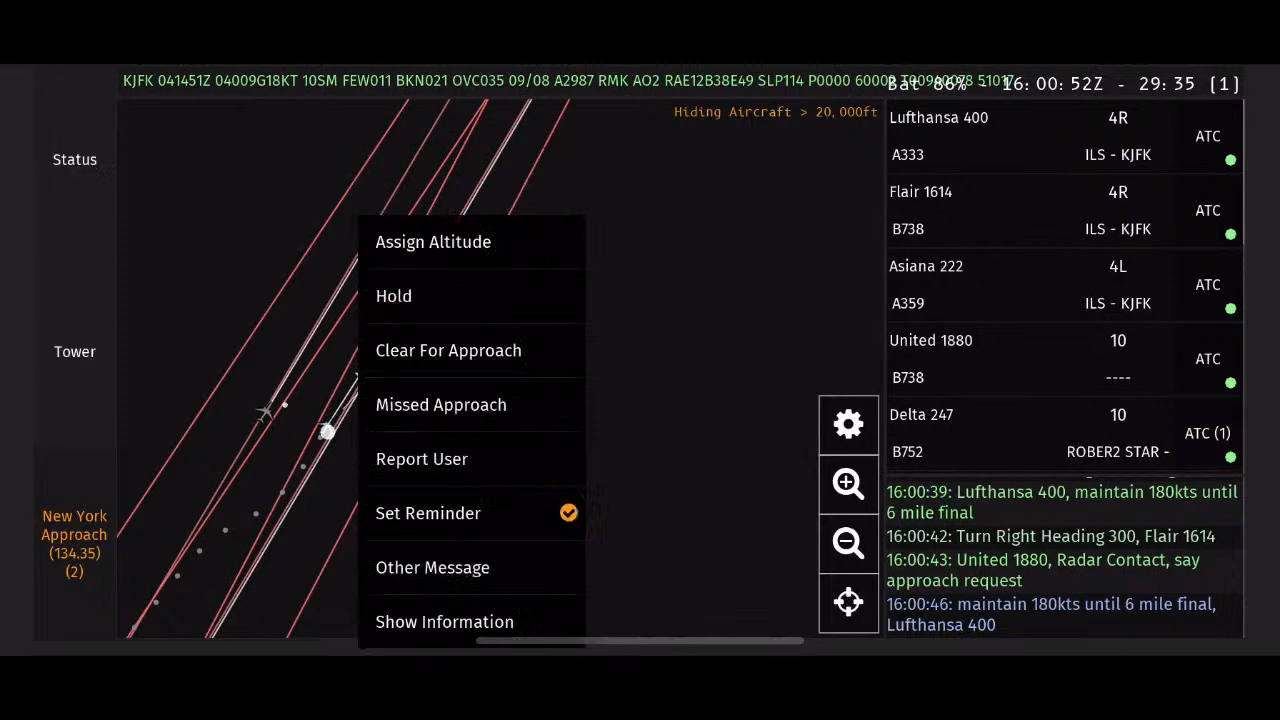 KJFK 041451Z 04009G18KT 10SM FEW011 BKN021 OVC035 09/08 A2987 RMK AO2 RAE12B38E49 SLP114 P0000
Bat 86% - 16:00:52Z - 29:35 (1)
Hiding Aircraft > 20,000ft
Status
Tower
New York
Approach
(134.35)
(2)
Assign Altitude
Hold
Clear For Approach
Missed Approach
Report User
Set Reminder
Other Message
Show Information
Lufthansa 400
4R
ATC
A333
ILS - KJFK
Flair 1614
4R
ATC
B738
ILS - KJFK
Asiana 222
4L
ATC
A359
ILS - KJFK
United 1880
10
ATC
B738
----
Delta 247
10
ATC (1)
B752
ROBER2 STAR -
16:00:39: Lufthansa 400, maintain 180kts until
6 mile final
16:00:42: Turn Right Heading 300, Flair 1614
16:00:43: United 1880, Radar Contact, say
approach request
16:00:46: maintain 180kts until 6 mile final,
Lufthansa 400